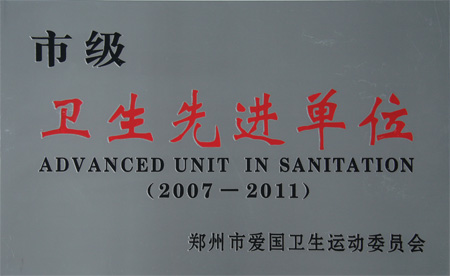 市级
卫生先进单位
ADVANCED UNIT IN SANITATION
(2007－2011)
郑州市爱国卫生运动委员会